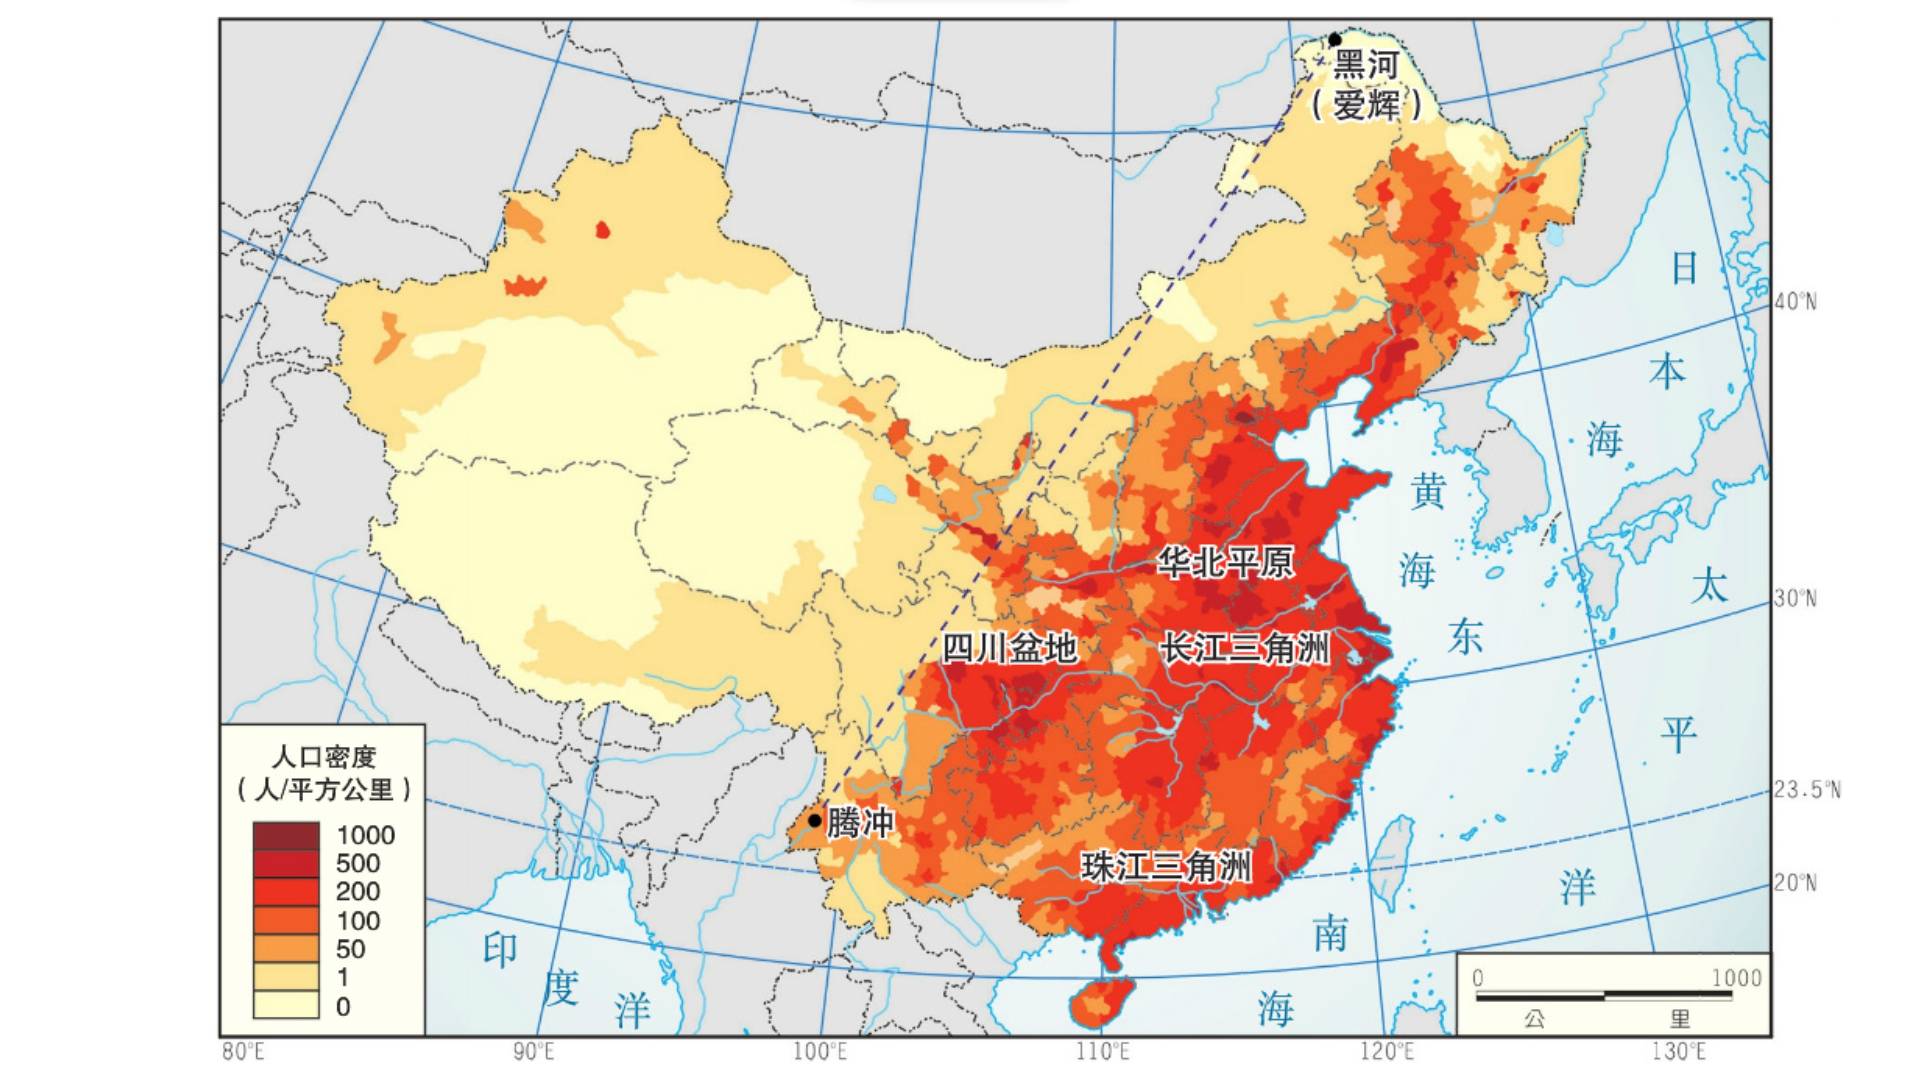 黑河
（爱辉）
日
本
海
40°N
黄
海
华北平原
30°N
太
东
四川盆地
长江三角洲
平
人口密度
（人/平方公里）
23.5°N
腾冲
1000
500
200
100
50
1
0
珠江三角洲
洋
20°N
南
海
印
度
洋
0 1000
公 里
80°E 90°E 100°E 110°E 120°E 130°E